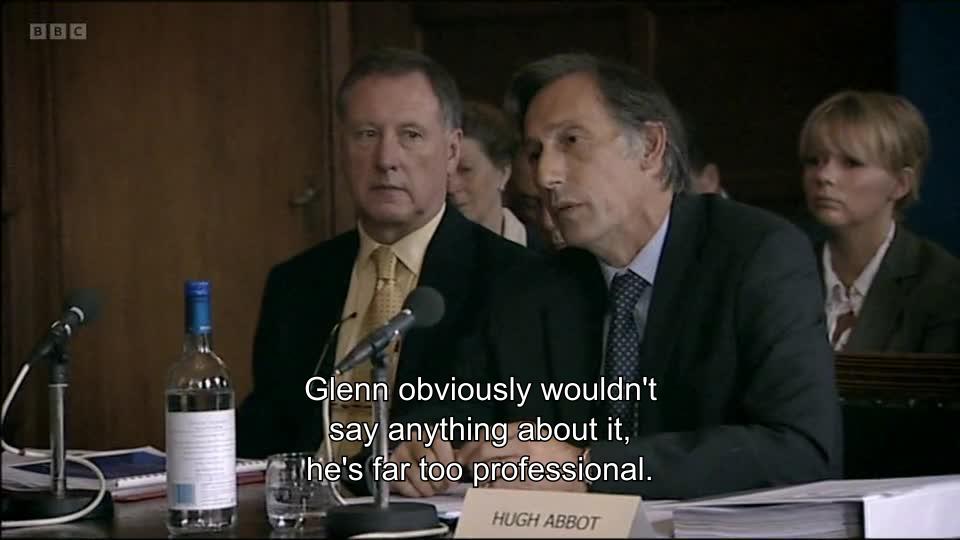 BBC
Glenn obviously wouldn't
say anything about it,
he's far too professional.
HUGH ABBOT